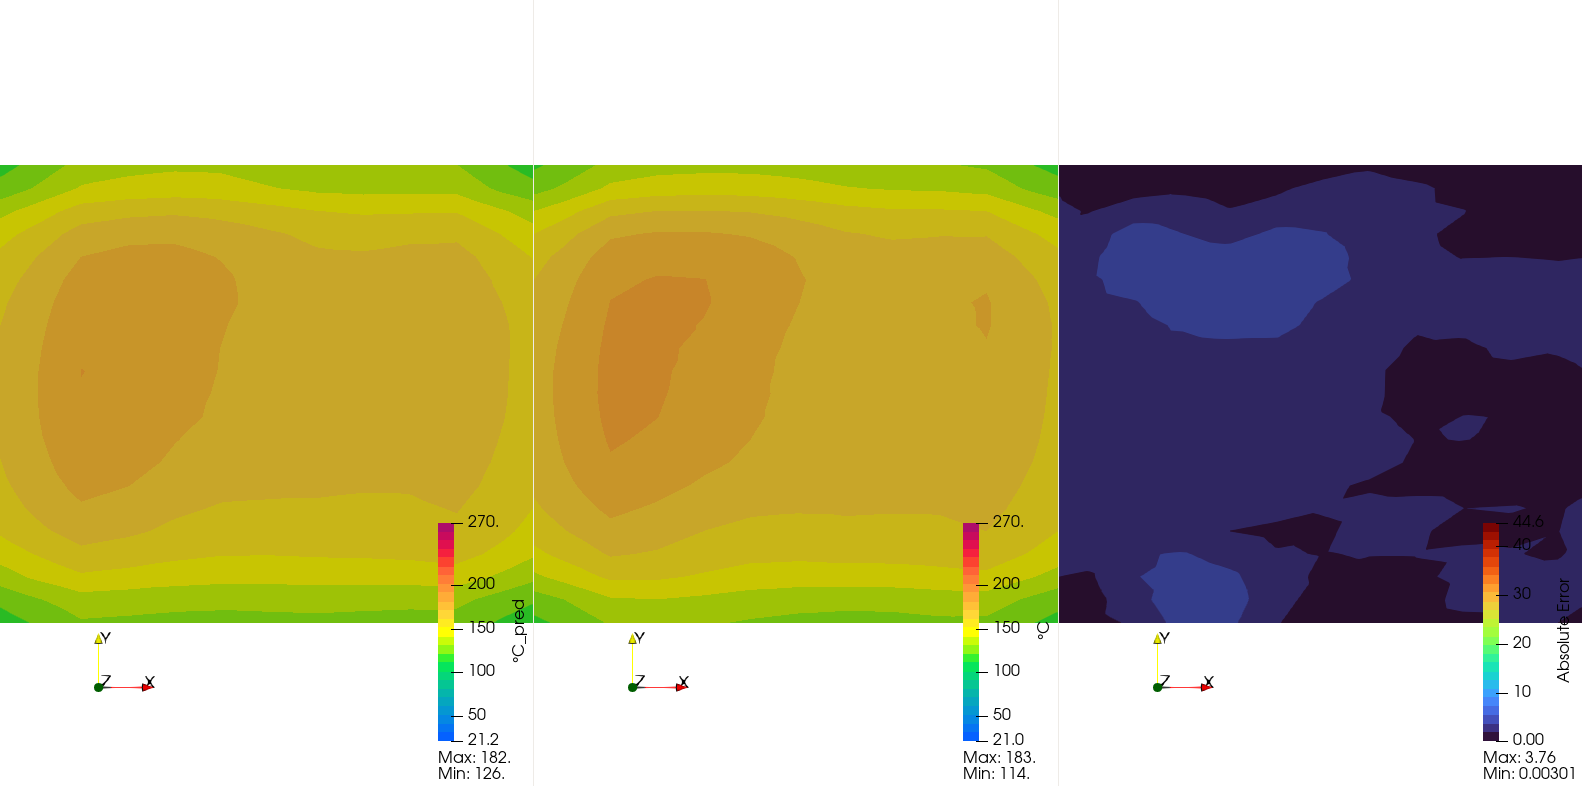 270.
200
150
100
50
21.2
°C_pred
Max: 182.
Min: 126.
Y
Z
X
270.
200
150
100
50
21.0
°C
Max: 183.
Min: 114.
Y
Z
X
44.6
40
30
20
10
0.00
Absolute Error
Max: 3.76
Min: 0.00301
Y
Z
X